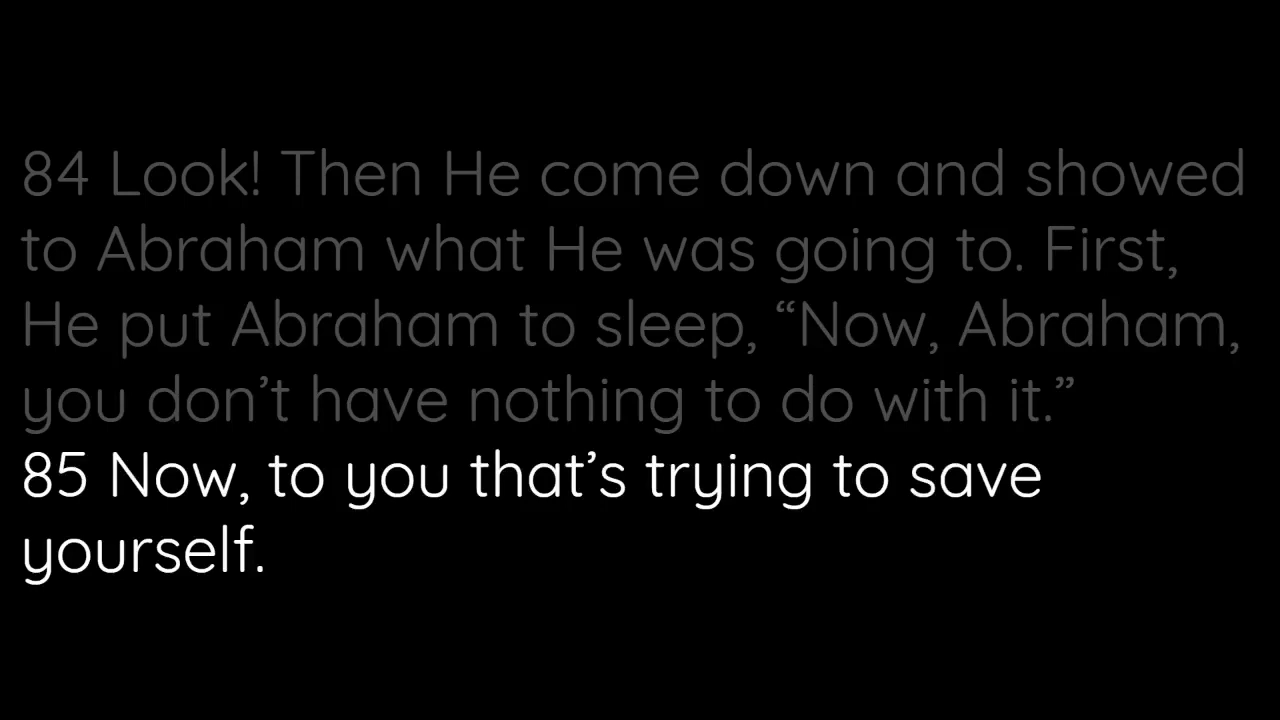 84 Look! Then He come down and showed
to Abraham what He was going to. First,
He put Abraham to sleep, “Now, Abraham,
you don’t have nothing to do with it.”
85 Now, to you that’s trying to save
yourself.